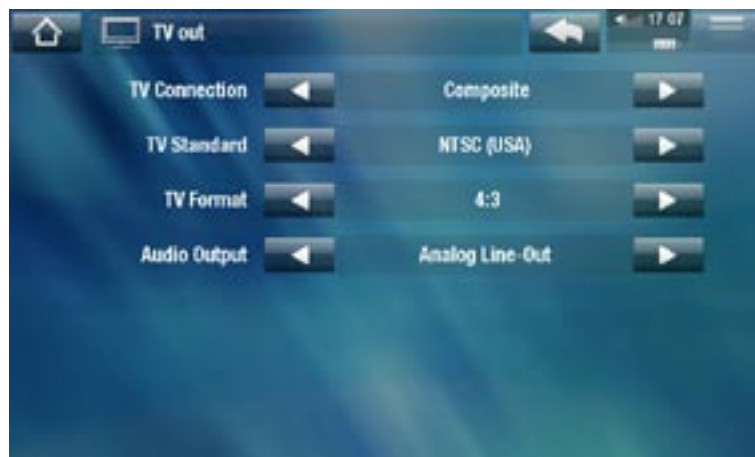 TV out 17 07
TV Connection Composite
TV Standard NTSC (USA)
TV Format 4:3
Audio Output Analog Line-Out